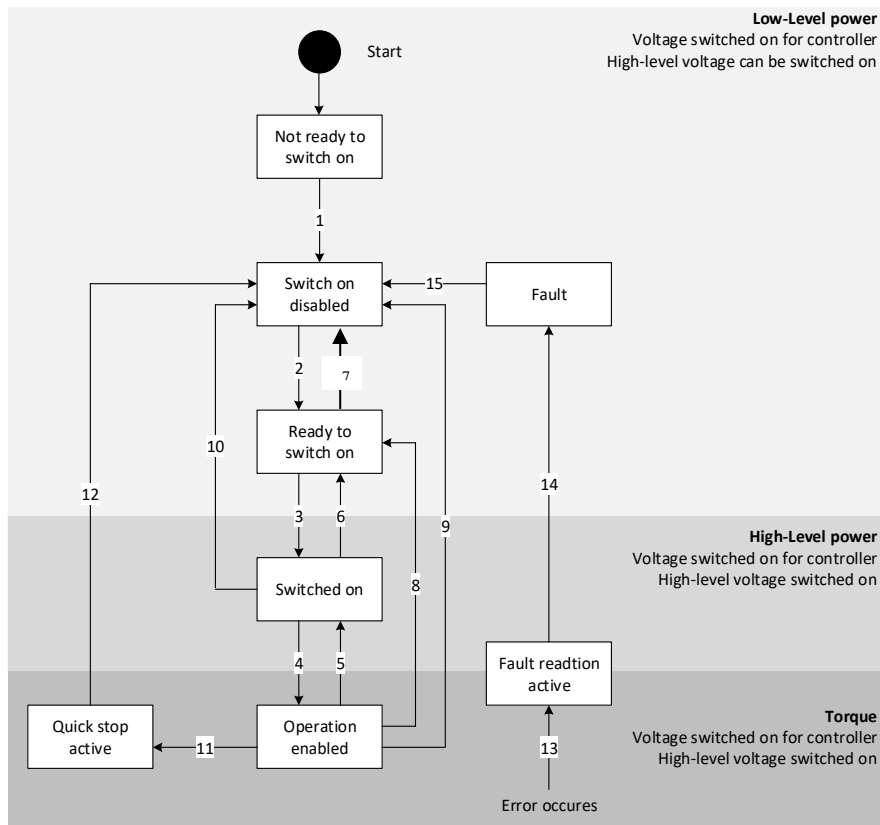 Low-Level power
Voltage switched on for controller
High-level voltage can be switched on
Start
Not ready to
switch on
1
Switch on
disabled
15
Fault
2
7
Ready to
switch on
10
12
14
3
6
9
High-Level power
Voltage switched on for controller
High-level voltage switched on
Switched on
8
4
5
Fault readtion
active
Quick stop
active
11
Operation
enabled
13
Torque
Voltage switched on for controller
High-level voltage switched on
Error occures